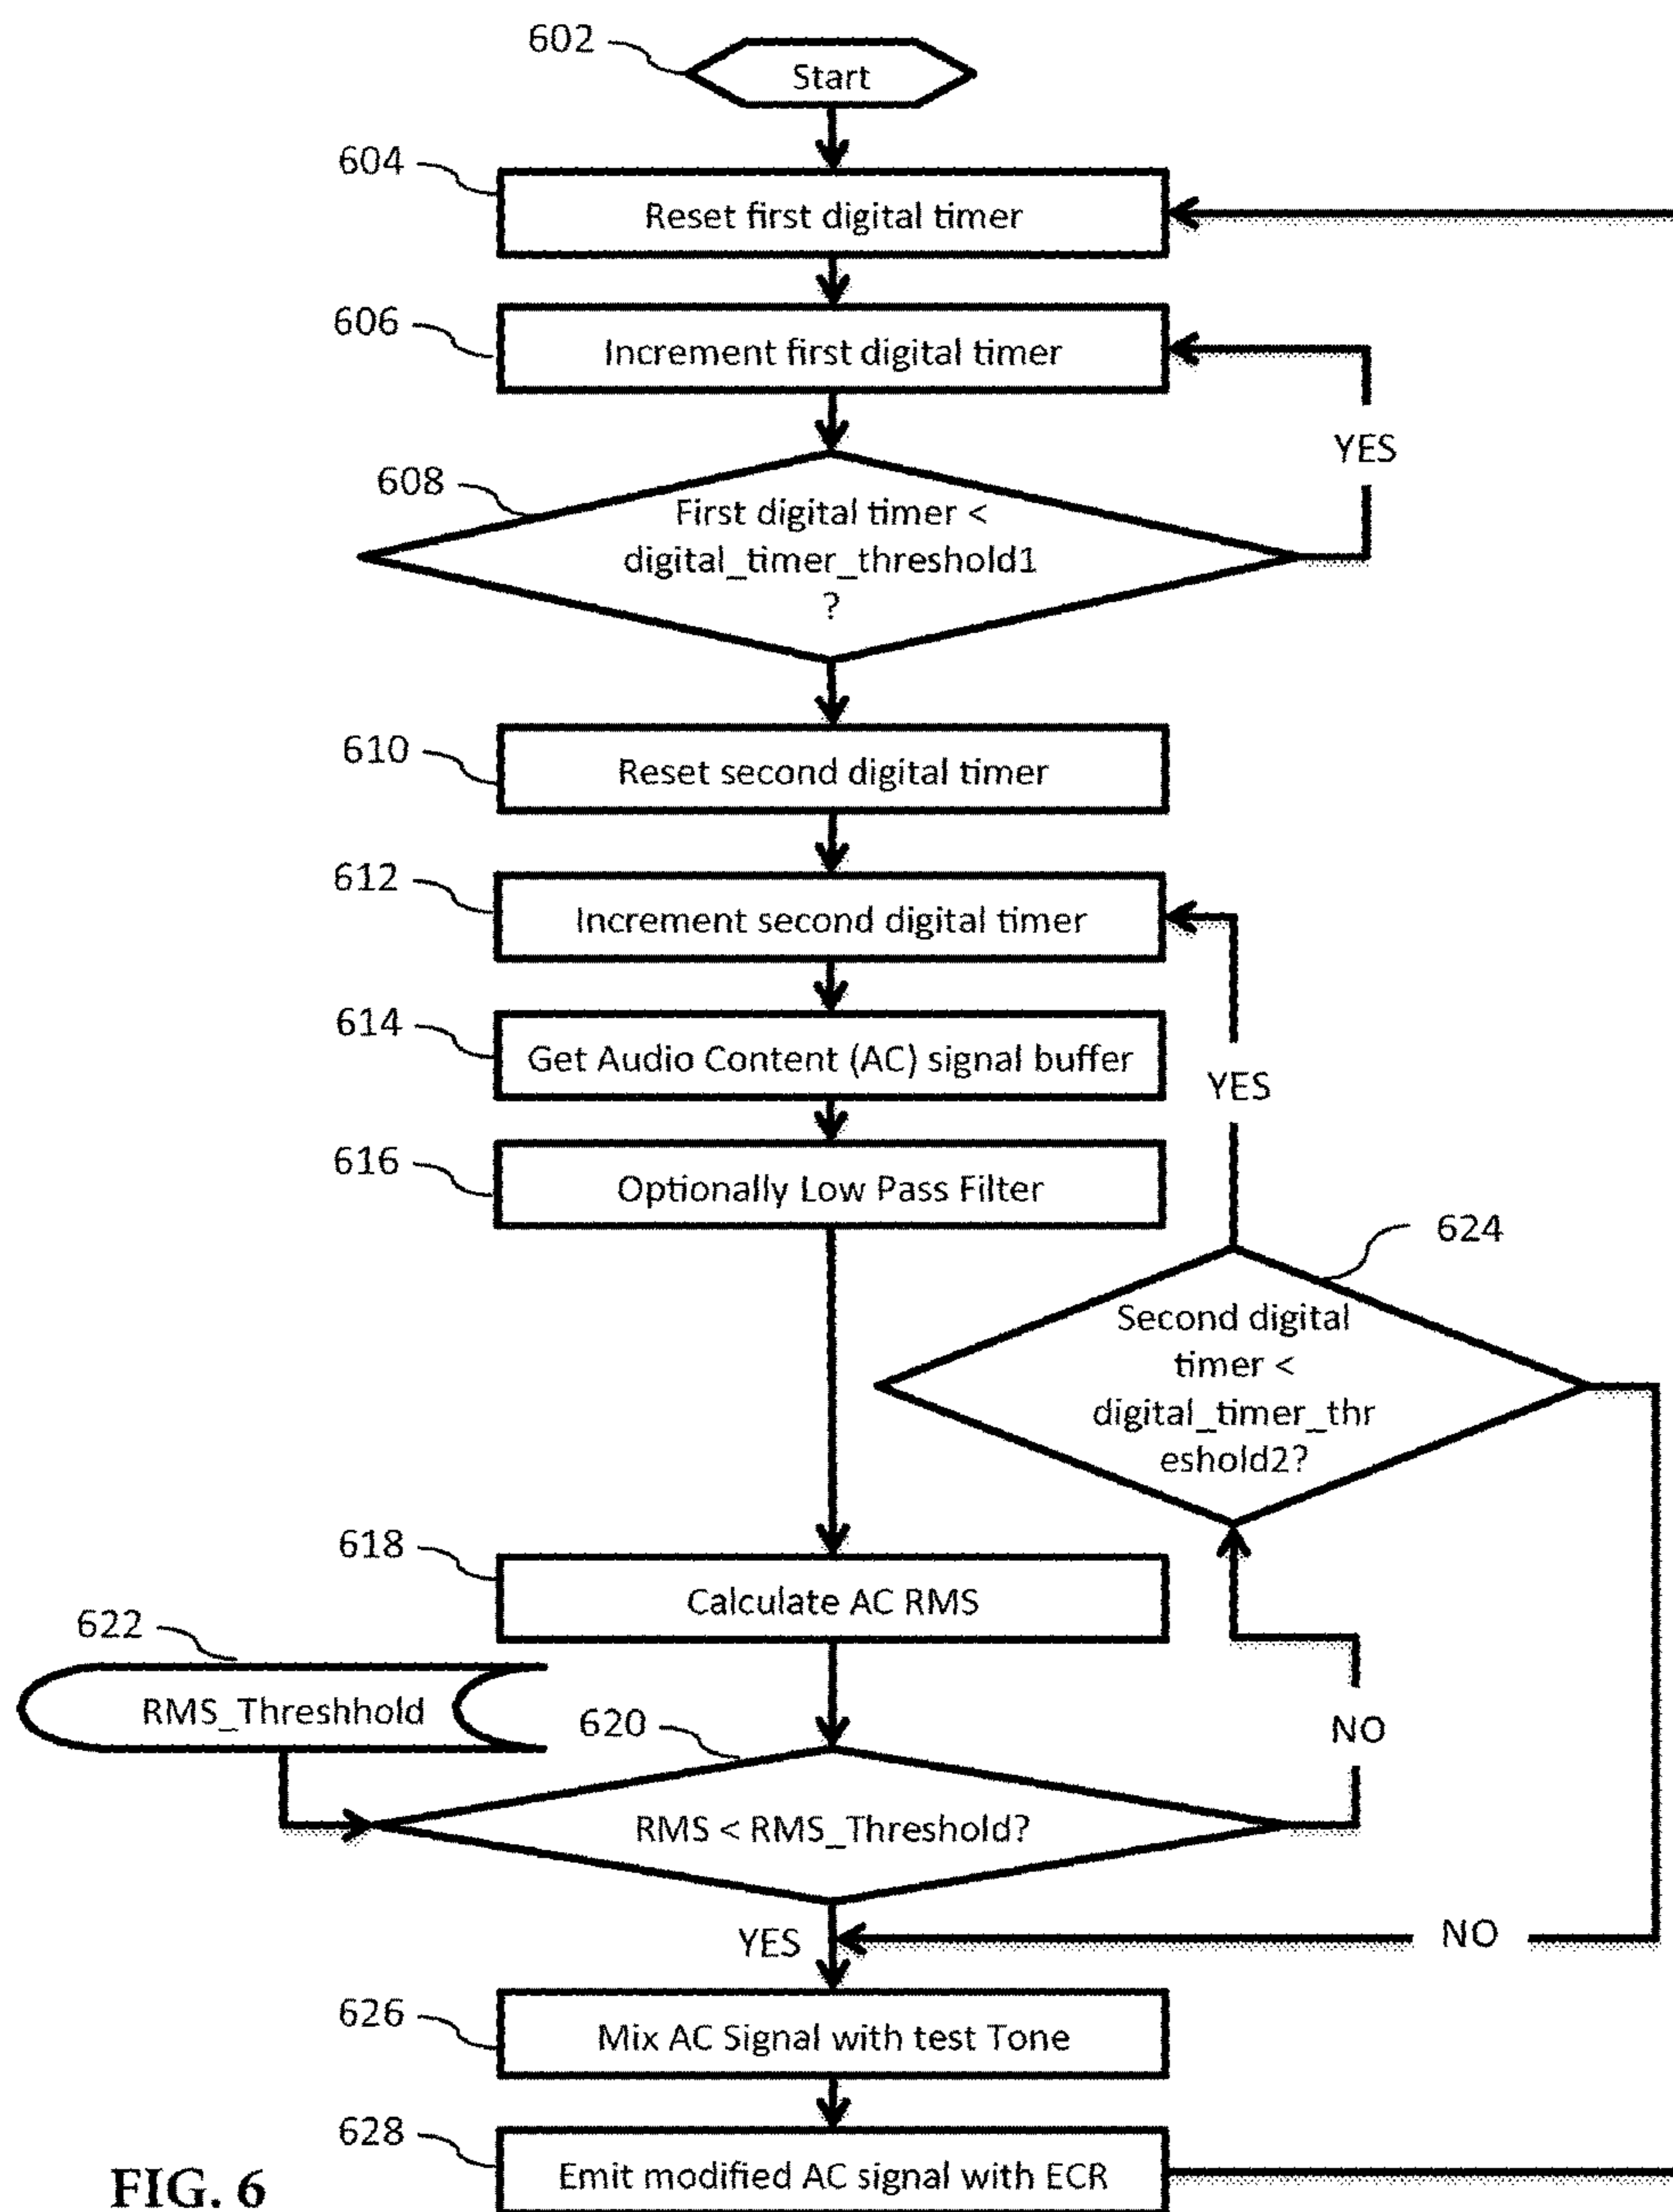 602
Start
604
Reset first digital timer
606
Increment first digital timer
YES
608
First digital timer <
digital_timer_threshold1
?
610
Reset second digital timer
612
Increment second digital timer
614
Get Audio Content (AC) signal buffer
YES
616
Optionally Low Pass Filter
624
Second digital
timer <
digital_timer_thr
eshold2?
618
Calculate AC RMS
622
RMS_Threshhold
620
NO
RMS < RMS_Threshold?
YES
NO
626
Mix AC Signal with test Tone
628
Emit modified AC signal with ECR
FIG. 6